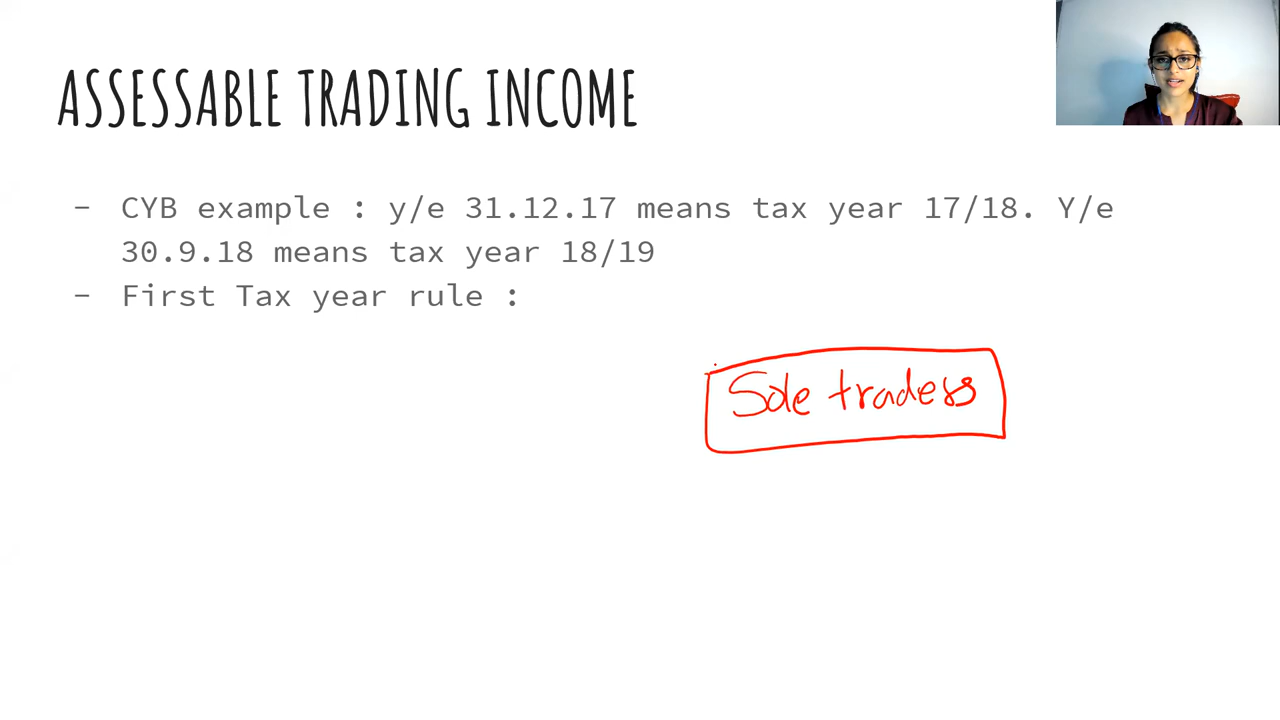 ASSESSABLE TRADING INCOME
- CYB example : y/e 31.12.17 means tax year 17/18. Y/e
30.9.18 means tax year 18/19
- First Tax year rule :
Sole traders